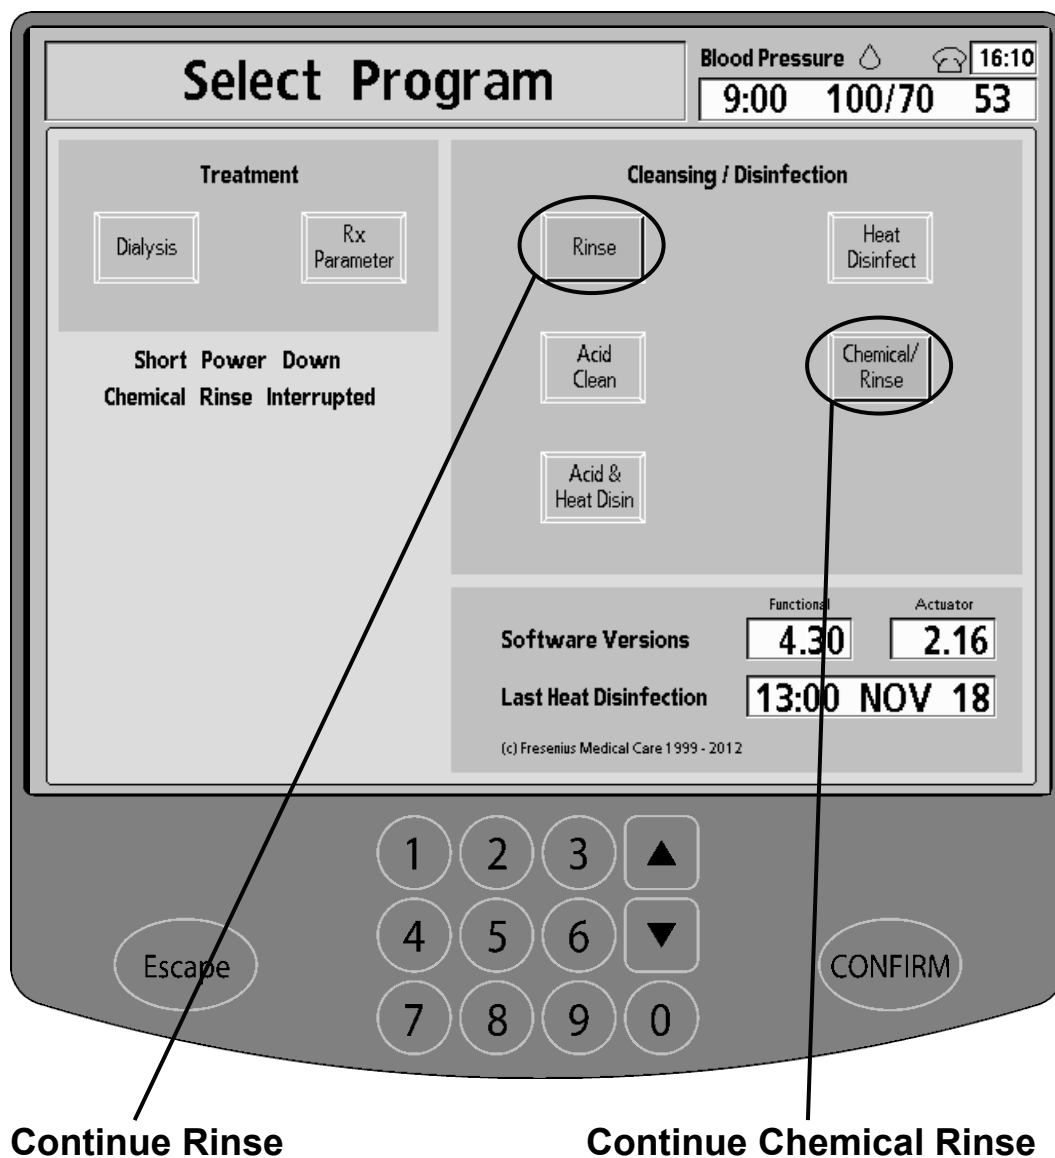 Select Program
Blood Pressure
16:10
9:00 100/70 53
Treatment
Dialysis
Rx
Parameter
Short Power Down
Chemical Rinse Interrupted
Cleansing / Disinfection
Rinse
Heat
Disinfect
Acid
Clean
Chemical/
Rinse
Acid &
Heat Disin
Functional
Actuator
Software Versions
4.30
2.16
Last Heat Disinfection
13:00 NOV 18
(c) Fresenius Medical Care 1999 - 2012
1 2 3
4 5 6
Escape
CONFIRM
7 8 9 0
Continue Rinse
Continue Chemical Rinse